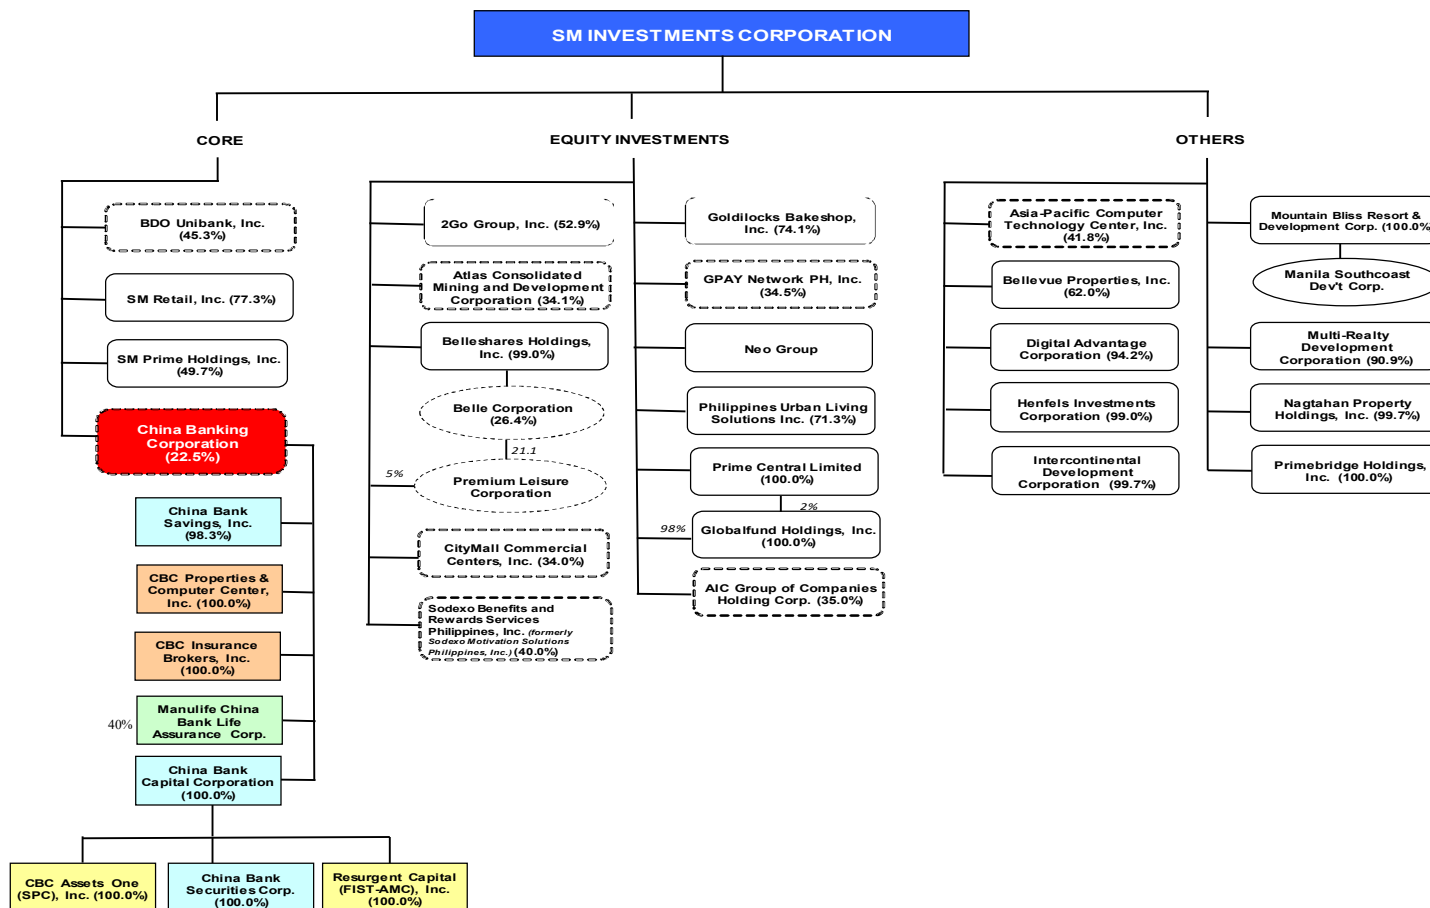 SM INVESTMENTS CORPORATION
CORE
EQUITY INVESTMENTS
OTHERS
BDO Unibank, Inc.
(45.3%)
SM Retail, Inc. (77.3%)
SM Prime Holdings, Inc.
(49.7%)
China Banking
Corporation
(22.5%)
China Bank
Savings, Inc.
(98.3%)
CBC Properties &
Computer Center,
Inc. (100.0%)
CBC Insurance
Brokers, Inc.
(100.0%)
40%
Manulife China
Bank Life
Assurance Corp.
China Bank
Capital Corporation
(100.0%)
CBC Assets One
(SPC), Inc. (100.0%)
China Bank
Securities Corp.
(100.0%)
Resurgent Capital
(FIST-AMC), Inc.
(100.0%)
2Go Group, Inc. (52.9%)
Atlas Consolidated
Mining and Development
Corporation (34.1%)
Belleshares Holdings,
Inc. (99.0%)
Belle Corporation
(26.4%)
21.1
5%
Premium Leisure
Corporation
CityMall Commercial
Centers, Inc. (34.0%)
Sodexo Benefits and
Rewards Services
Philippines, Inc. (formerly
Sodexo Motivation Solutions
Philippines, Inc.) (40.0%)
Goldilocks Bakeshop,
Inc. (74.1%)
GPAY Network PH, Inc.
(34.5%)
Neo Group
Philippines Urban Living
Solutions Inc. (71.3%)
Prime Central Limited
(100.0%)
2%
98%
Globalfund Holdings, Inc.
(100.0%)
AIC Group of Companies
Holding Corp. (35.0%)
Asia-Pacific Computer
Technology Center, Inc.
(41.8%)
Bellevue Properties, Inc.
(62.0%)
Digital Advantage
Corporation (94.2%)
Henfels Investments
Corporation (99.0%)
Intercontinental
Development
Corporation (99.7%)
Mountain Bliss Resort &
Development Corp. (100.0%)
Manila Southcoast
Dev't Corp.
Multi-Realty
Development
Corporation (90.9%)
Nagtahan Property
Holdings, Inc. (99.7%)
Primebridge Holdings,
Inc. (100.0%)